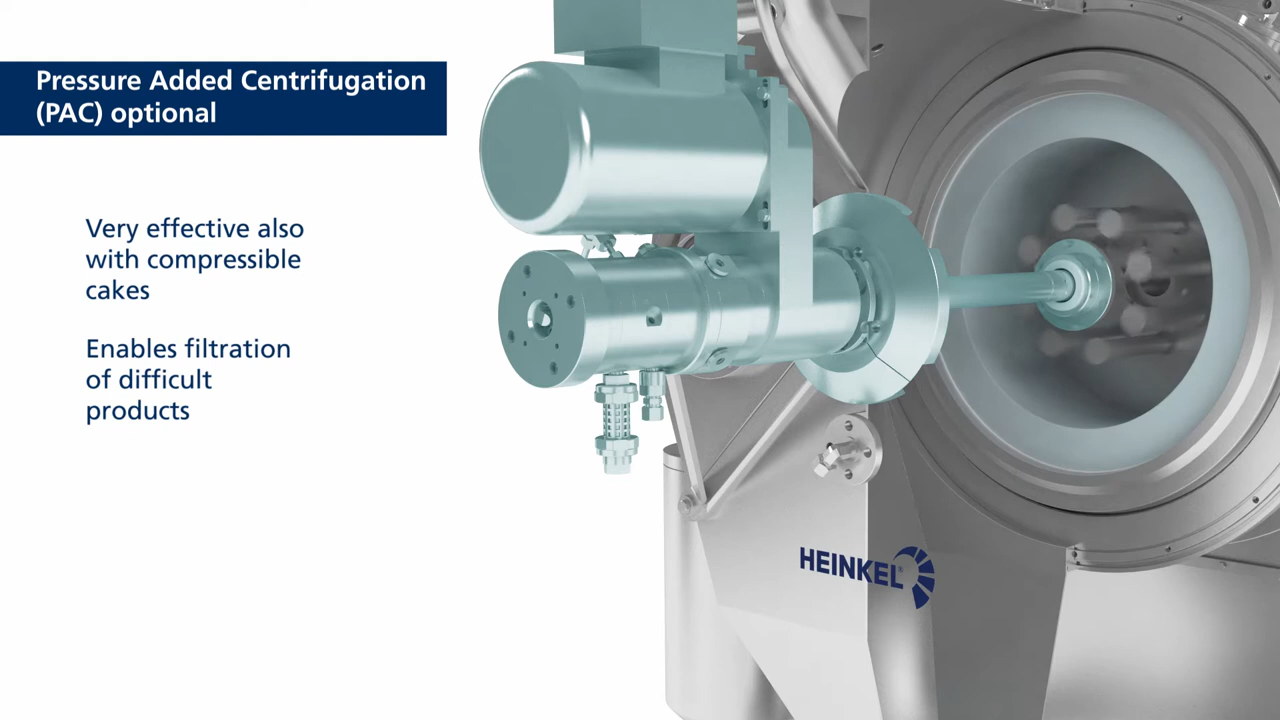 Pressure Added Centrifugation
(PAC) optional
Very effective also
with compressible
cakes
Enables filtration
of difficult
products
HEINKEL®